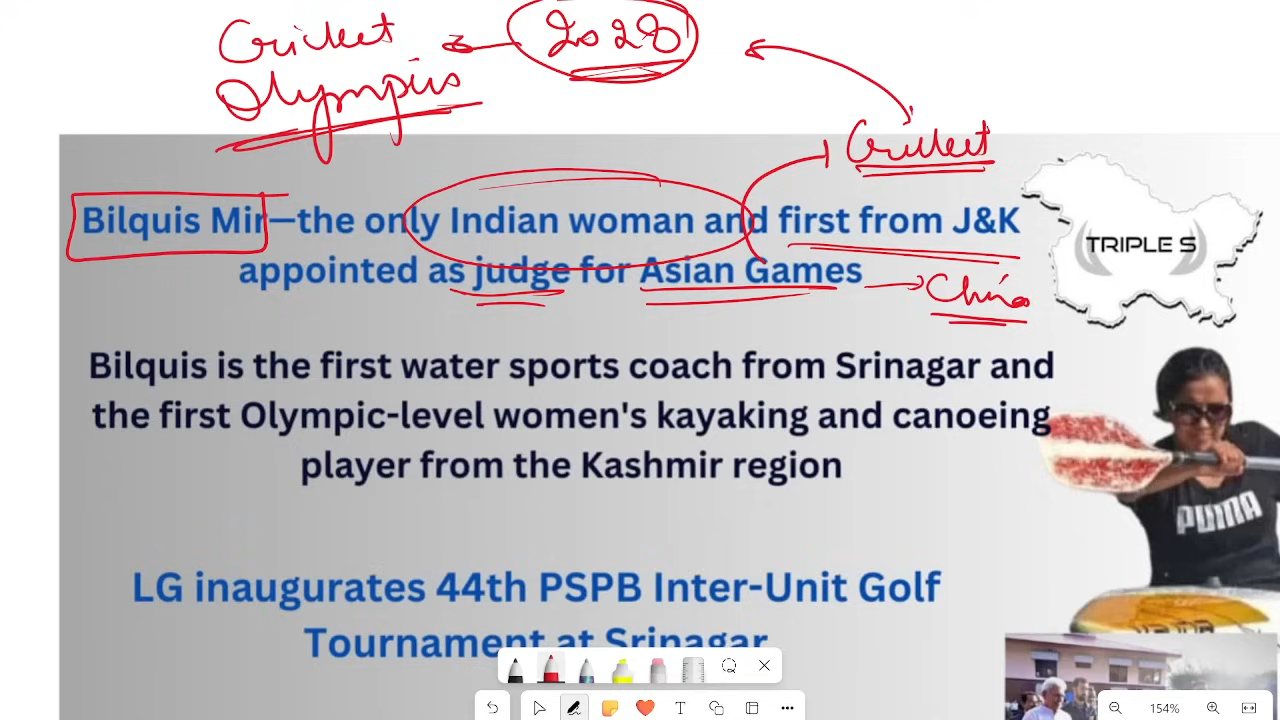 Cricket
2028
Olympics
Cricket
Bilquis Mir—the only Indian woman and first from J&K
appointed as judge for Asian Games
China
TRIPLE S
Bilquis is the first water sports coach from Srinagar and
the first Olympic-level women's kayaking and canoeing
player from the Kashmir region
PUMA
LG inaugurates 44th PSPB Inter-Unit Golf
Tournament at Srinagar
154%